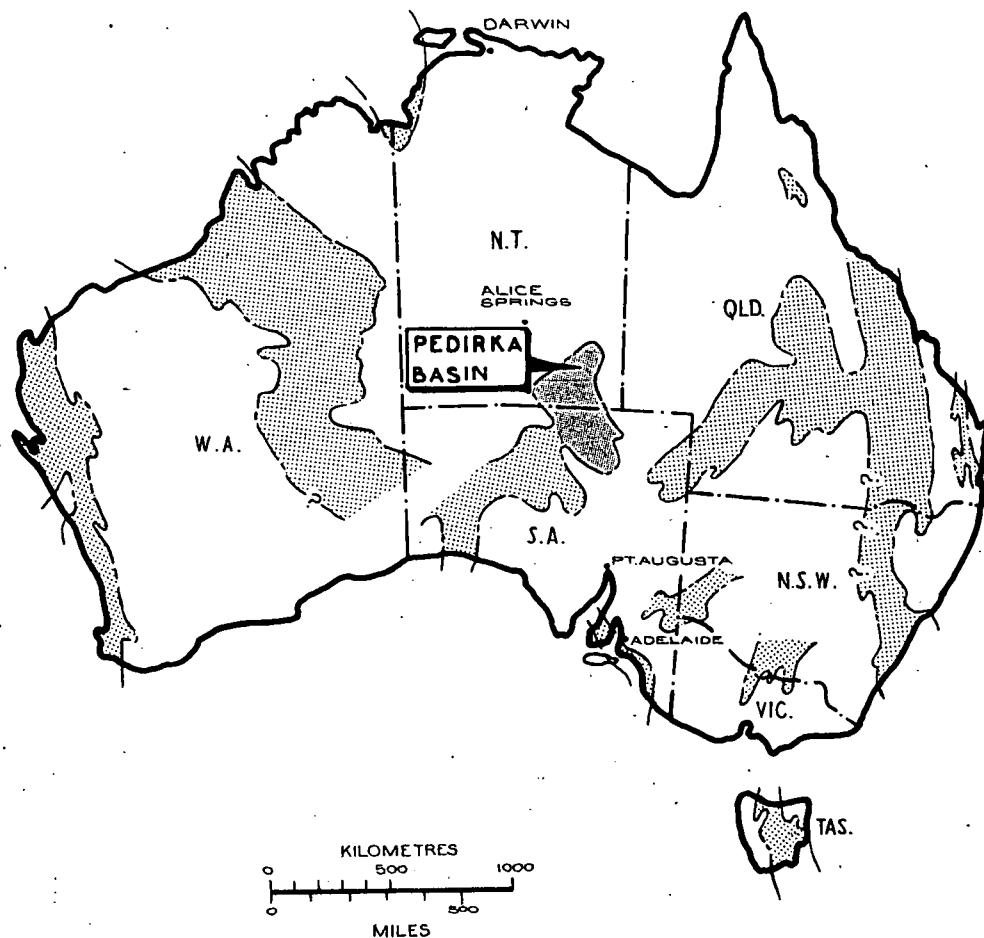 DARWIN
N.T.
ALICE
SPRINGS
QLD.
PEDIRKA
BASIN
W.A.
?
?
S.A.
?
?
PT. AUGUSTA
N.S.W.
ADELAIDE
VIC.
TAS.
KILOMETRES
0 500 1000
0 500
MILES